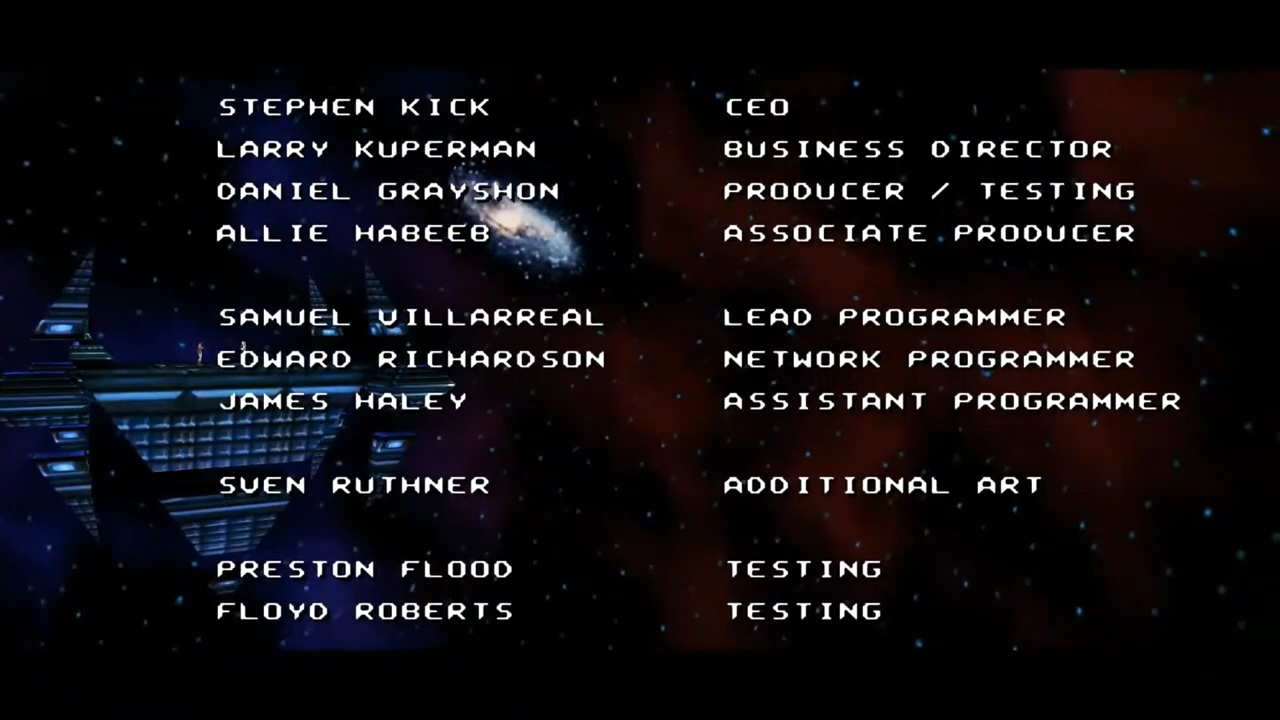 STEPHEN KICK CEO
LARRY KUPERMAN BUSINESS DIRECTOR
DANIEL GRAYSHON PRODUCER / TESTING
ALLIE HABEEB ASSOCIATE PRODUCER
SAMUEL VILLARREAL LEAD PROGRAMMER
EDWARD RICHARDSON NETWORK PROGRAMMER
JAMES HALEY ASSISTANT PROGRAMMER
SVEN RUTHNER ADDITIONAL ART
PRESTON FLOOD TESTING
FLOYD ROBERTS TESTING